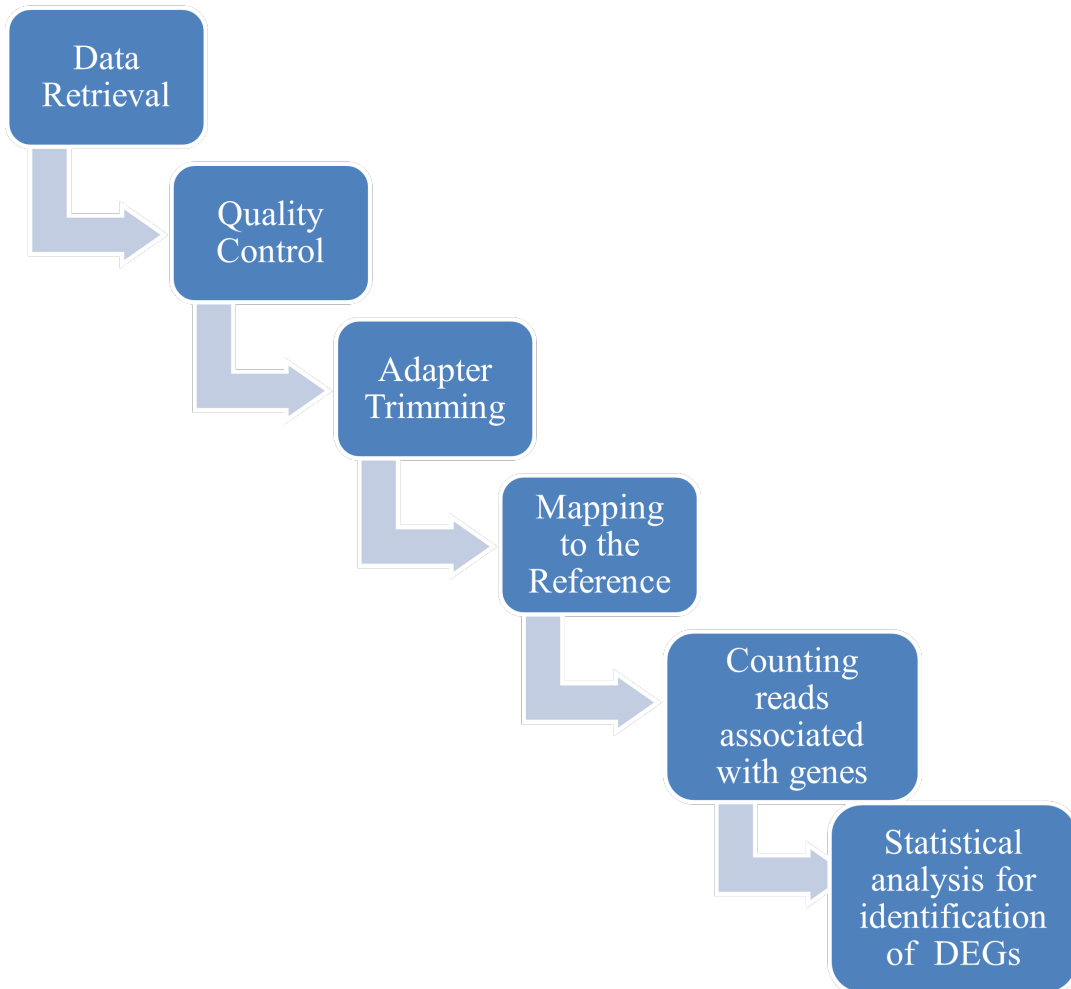 Data
Retrieval
Quality
Control
Adapter
Trimming
Mapping
to the
Reference
Counting
reads
associated
with genes
Statistical
analysis for
identification
of  DEGs